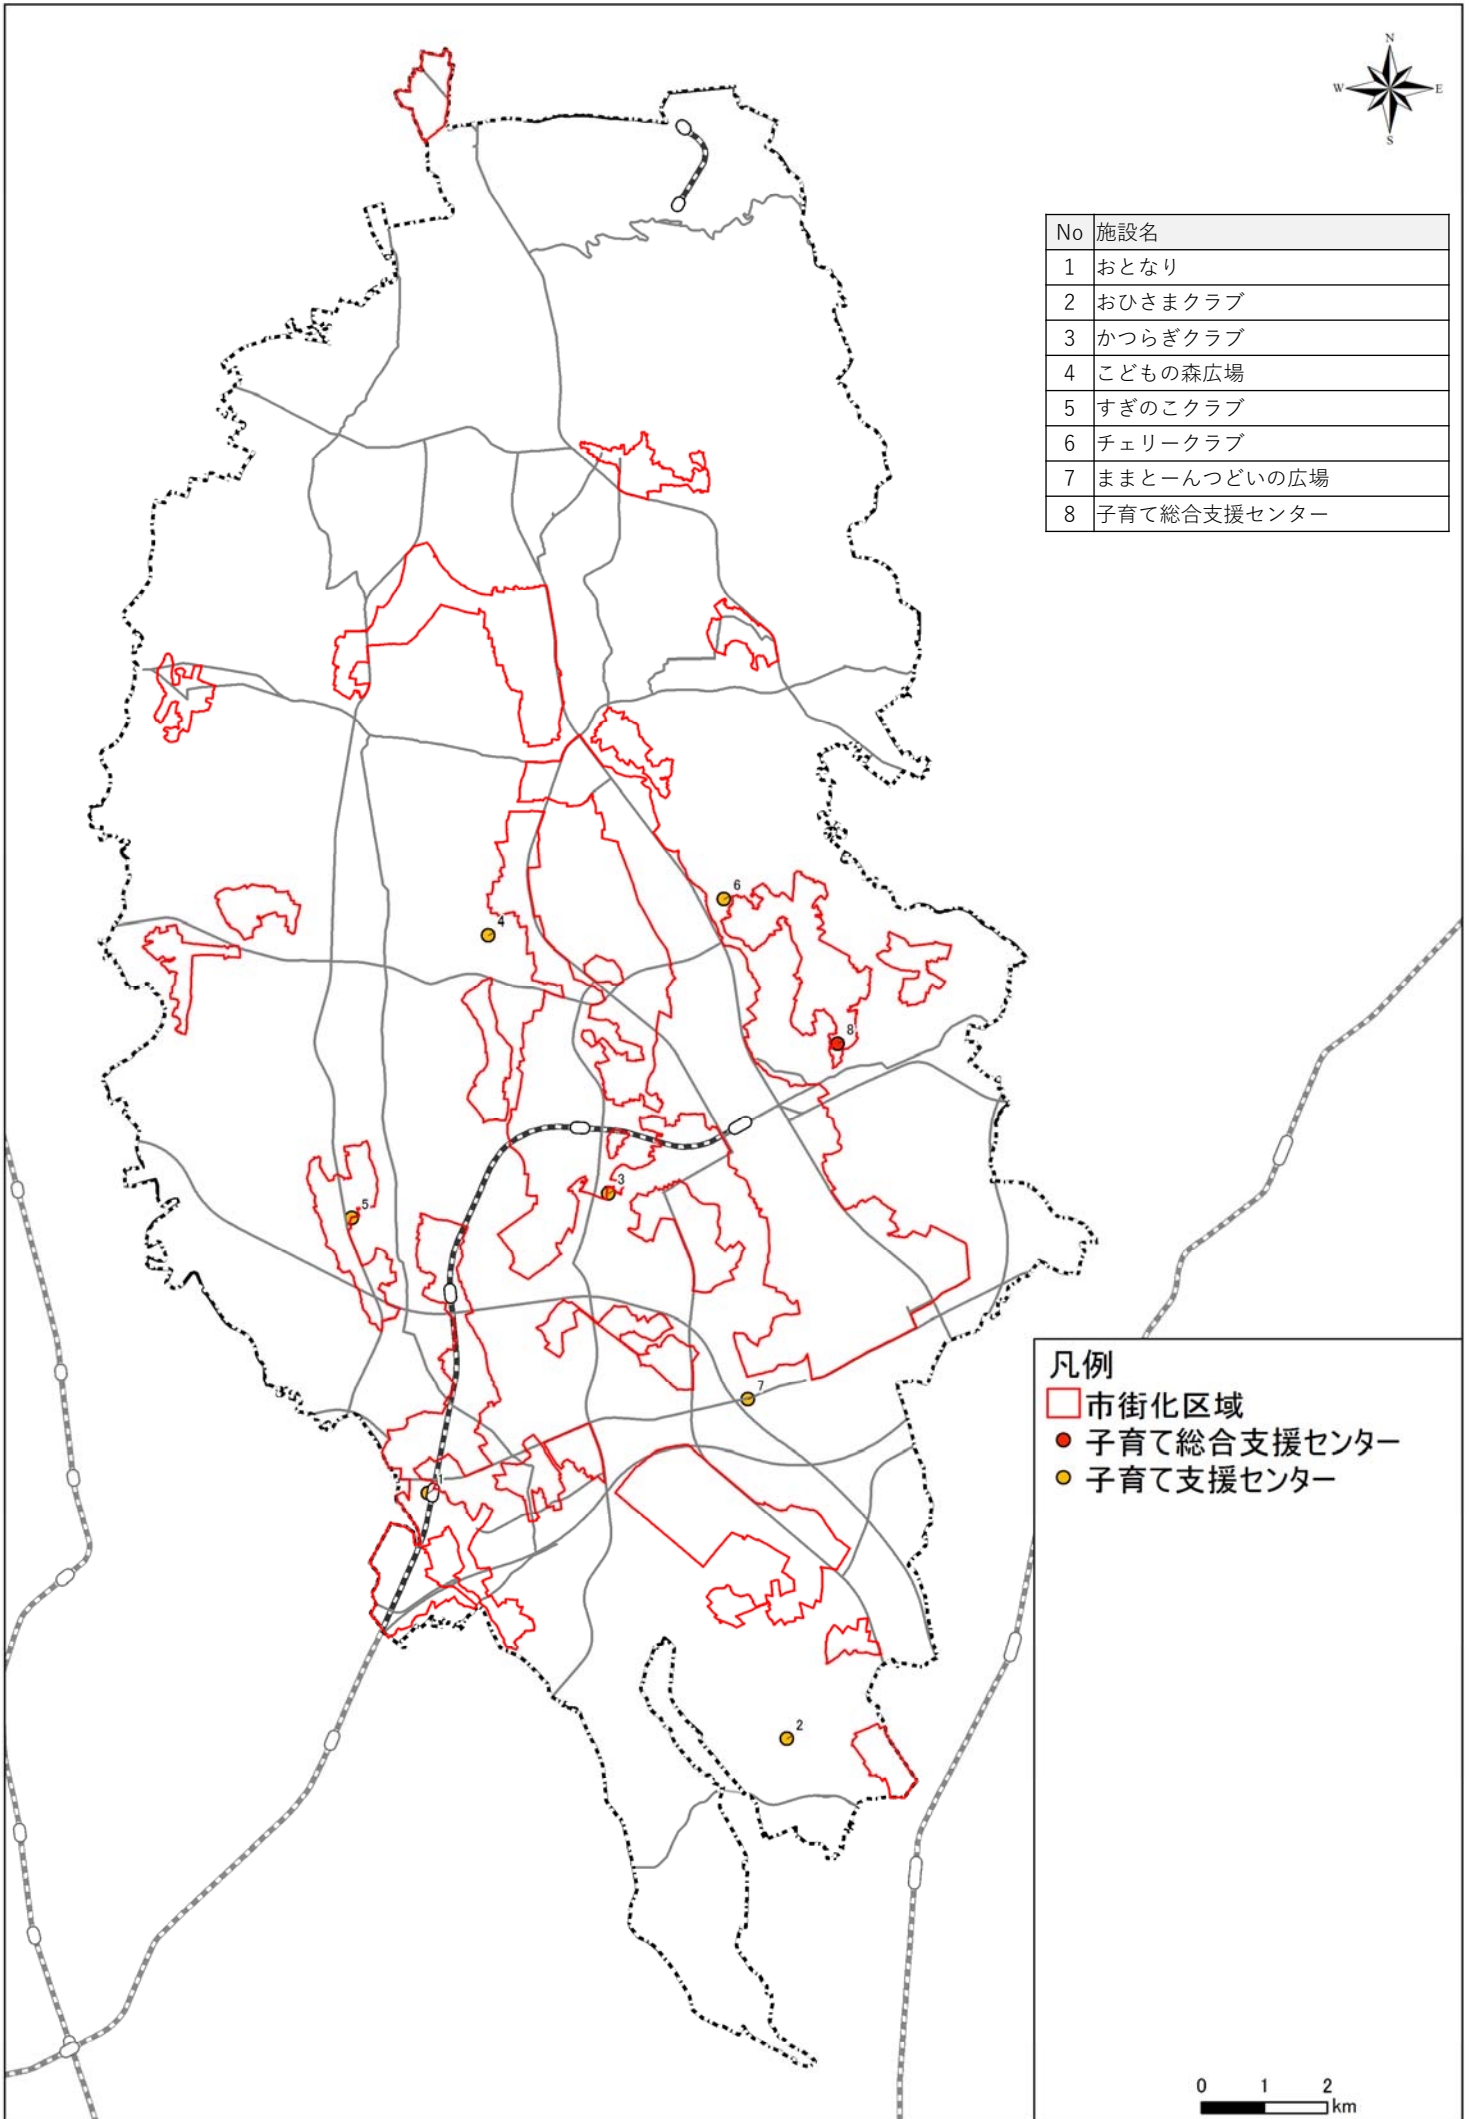 N
W E
S
No 施設名
1 おとなり
2 おひさまクラブ
3 かつらぎクラブ
4 こどもの森広場
5 すぎのこクラブ
6 チェリークラブ
7 ままとーんつどいの広場
8 子育て総合支援センター
6
4
8
3
5
7
1
2
凡例
市街化区域
子育て総合支援センター
子育て支援センター
0 1 2
km